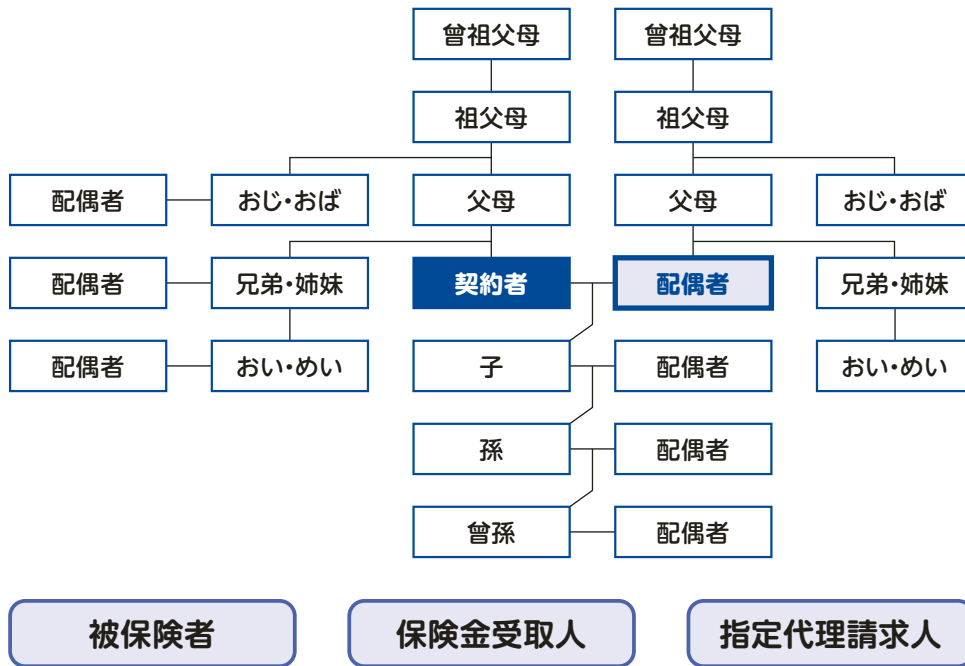 曾祖父母
曾祖父母
祖父母
祖父母
配偶者
おじ・おば
父母
父母
おじ・おば
配偶者
兄弟・姉妹
契約者
配偶者
兄弟・姉妹
配偶者
おい・めい
子
配偶者
おい・めい
孫
配偶者
曾孫
配偶者
被保険者
保険金受取人
指定代理請求人